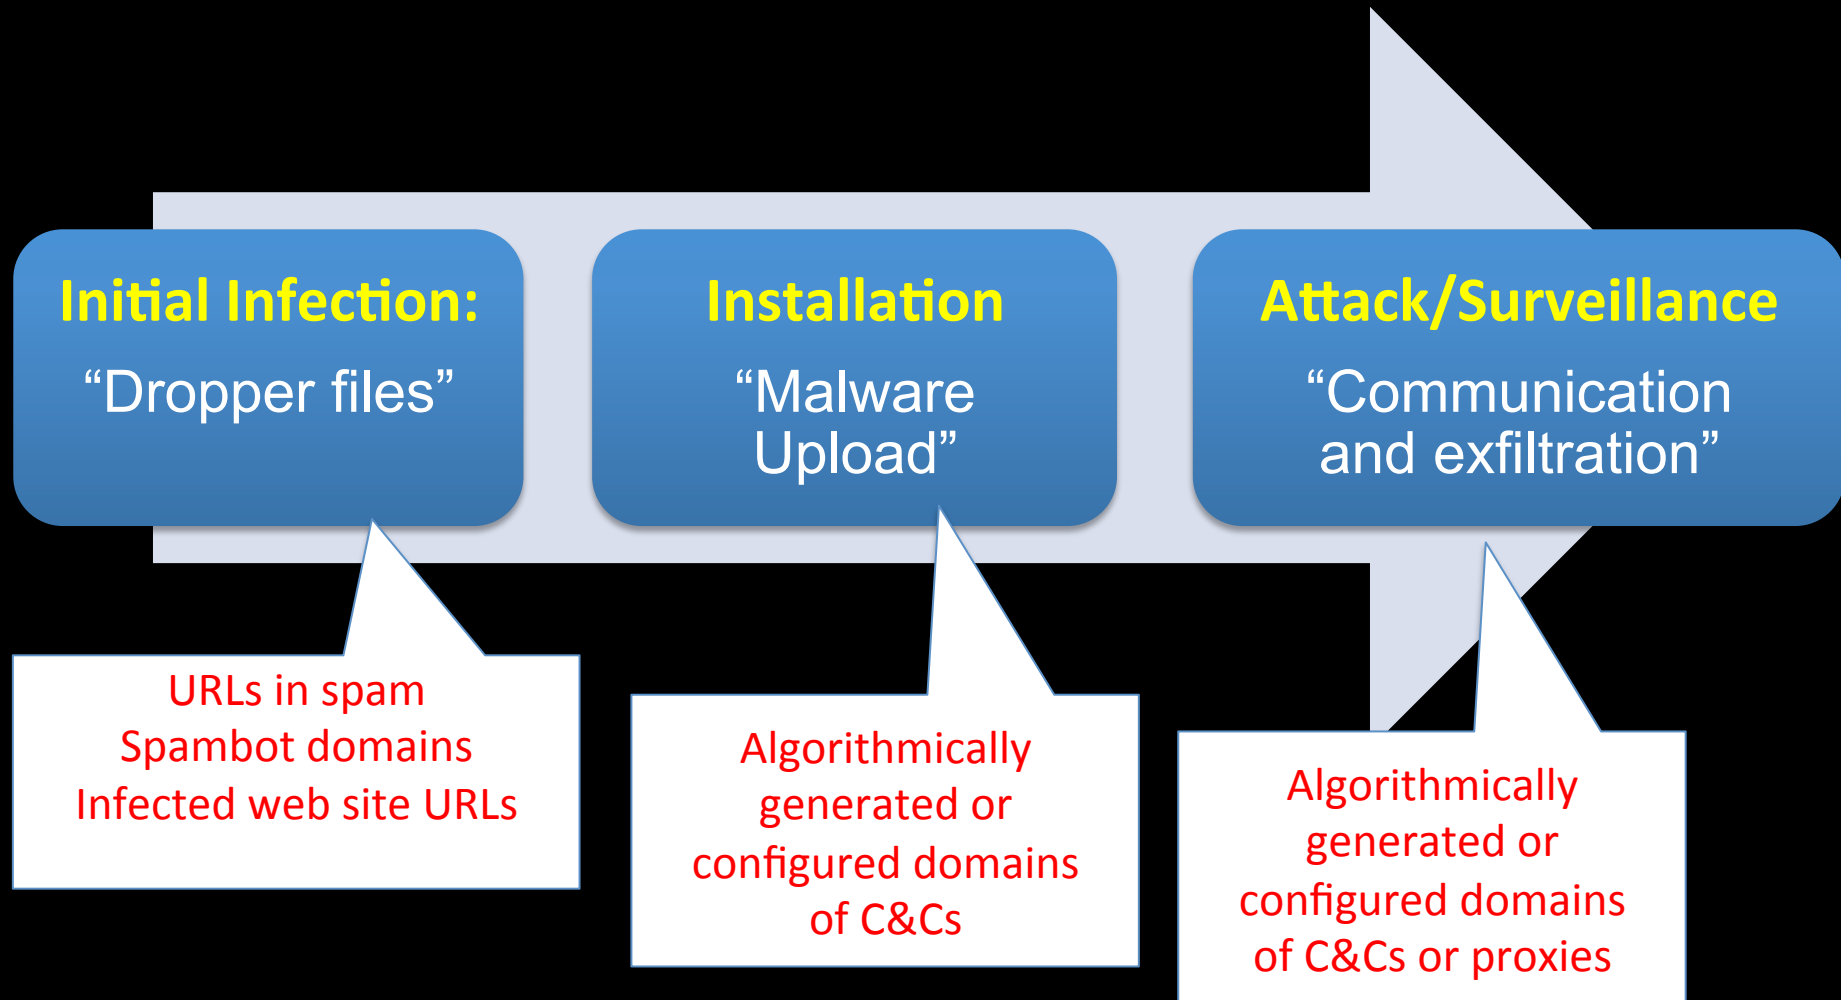 Initial Infection:
“Dropper files”
Installation
“Malware
Upload”
Attack/Surveillance
“Communication
and exfiltration”
URLs in spam
Spambot domains
Infected web site URLs
Algorithmically
generated or
configured domains
of C&Cs
Algorithmically
generated or
configured domains
of C&Cs or proxies